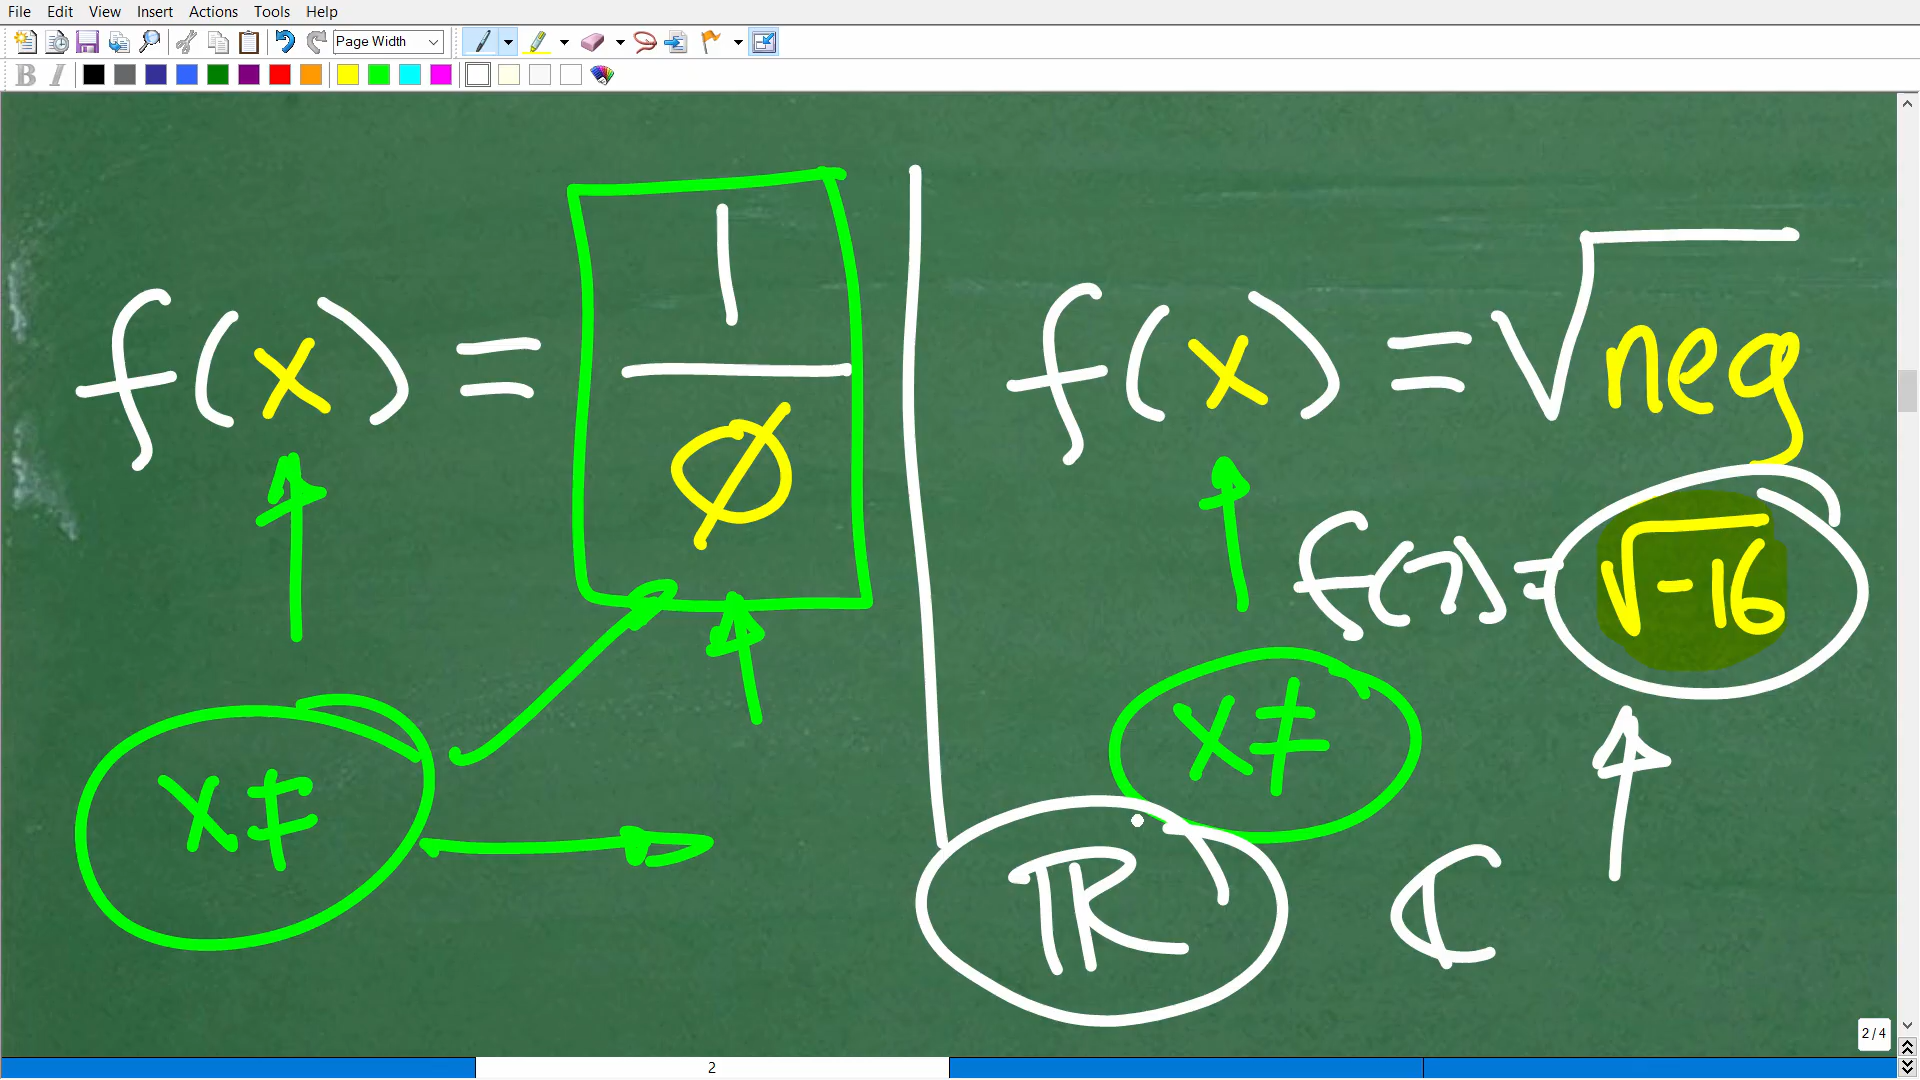 File Edit View Insert Actions Tools Help
Page Width
B I
f(x) = 1/∅
x ≠
f(x) = √neg
f(7) = √-16
x ≠
ℝ ℂ
2 / 4
2